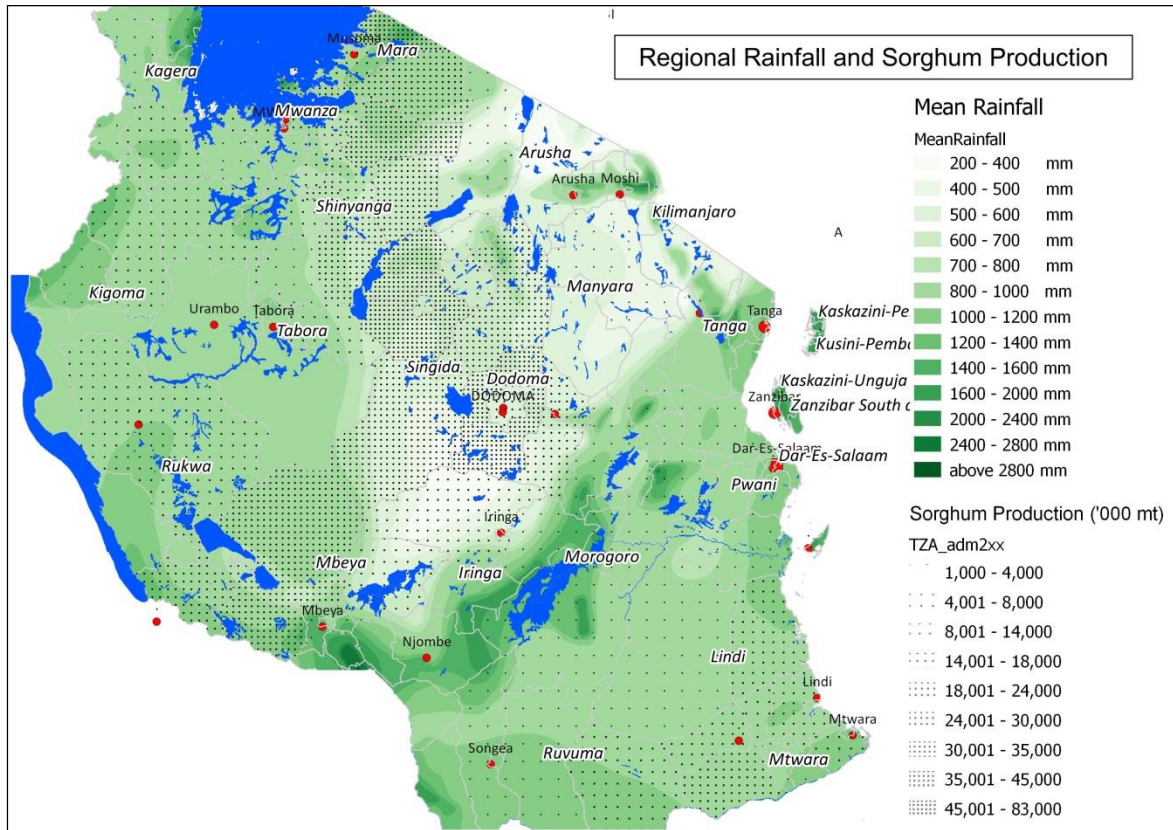 Regional Rainfall and Sorghum Production
Mean Rainfall
MeanRainfall
200 - 400 mm
400 - 500 mm
500 - 600 mm
600 - 700 mm
700 - 800 mm
800 - 1000 mm
1000 - 1200 mm
1200 - 1400 mm
1400 - 1600 mm
1600 - 2000 mm
2000 - 2400 mm
2400 - 2800 mm
above 2800 mm
Sorghum Production ('000 mt)
TZA_adm2xx
1,000 - 4,000
4,001 - 8,000
8,001 - 14,000
14,001 - 18,000
18,001 - 24,000
24,001 - 30,000
30,001 - 35,000
35,001 - 45,000
45,001 - 83,000
Musoma
Mara
Kagera
Mwanza
Arusha
Arusha
Moshi
Shinyanga
Kilimanjaro
A
Kigoma
Manyara
Urambo
Tabora
Tabora
Tanga
Tanga
Kaskazini-Pe
Kusini-Pemba
Singida
Dodoma
DODOMA
Kaskazini-Unguja
Zanzibar
Zanzibar South
Dar-Es-Salaam
Dar-Es-Salaam
Rukwa
Pwani
Iringa
Mbeya
Iringa
Morogoro
Mbeya
Njombe
Lindi
Lindi
Mtwara
Songea
Ruvuma
Mtwara